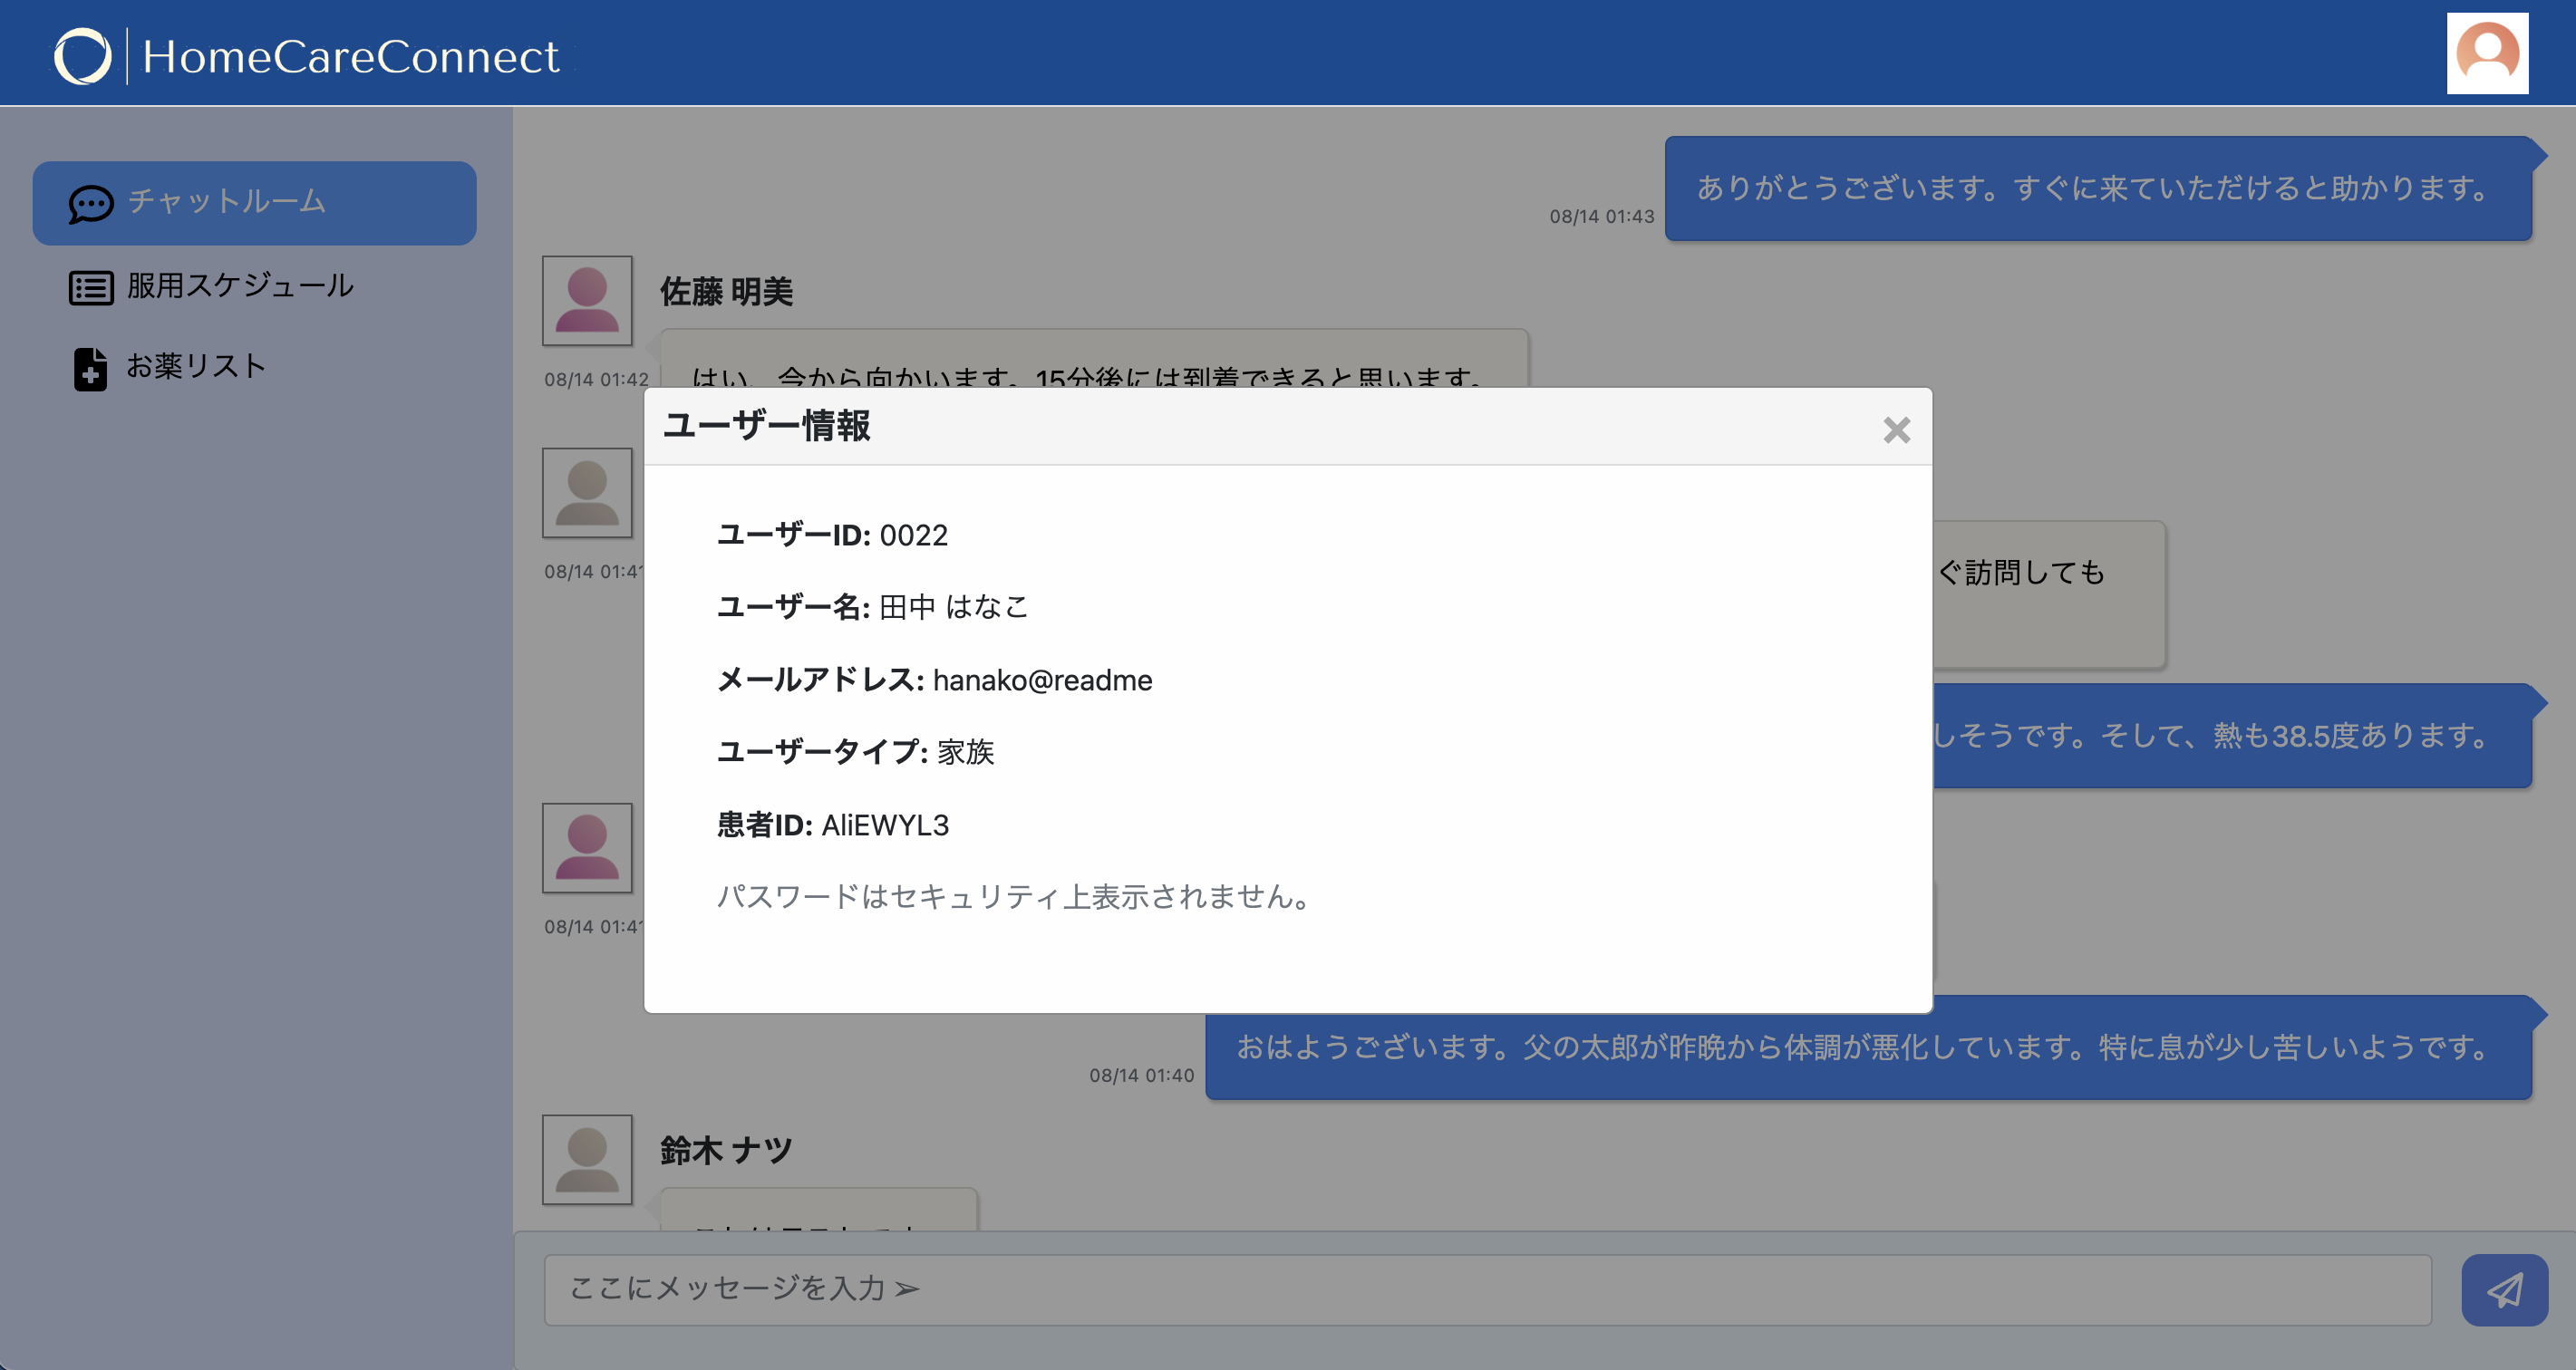 HomeCareConnect
チャットルーム
服用スケジュール
お薬リスト
ありがとうございます。すぐに来ていただけると助かります。
08/14 01:43
佐藤 明美
はい、今から向かいます。15分後には到着できると思います。
08/14 01:42
ユーザー情報
×
ユーザーID: 0022
08/14 01:41
ぐ訪問しても
ユーザー名: 田中 はなこ
メールアドレス: hanako@readme
しそうです。そして、熱も38.5度あります。
ユーザータイプ: 家族
患者ID: AliEWYL3
パスワードはセキュリティ上表示されません。
08/14 01:41
おはようございます。父の太郎が昨晩から体調が悪化しています。特に息が少し苦しいようです。
08/14 01:40
鈴木 ナツ
ここにメッセージを入力 ➢